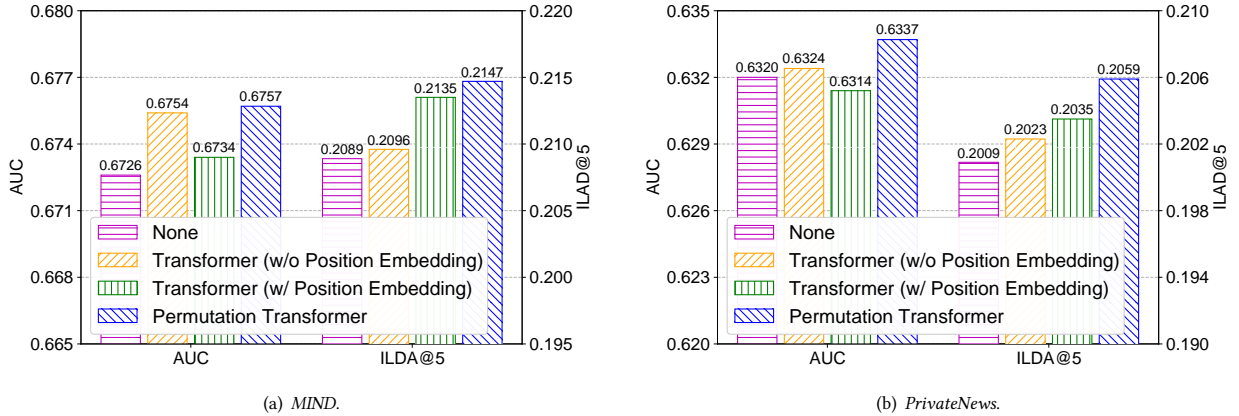 0.680
0.677
0.674
0.671
0.668
0.665
AUC
0.6726
0.6754
0.6734
0.6757
0.2089
0.2096
0.2135
0.2147
None
Transformer (w/o Position Embedding)
Transformer (w/ Position Embedding)
Permutation Transformer
AUC
ILDA@5
0.220
0.215
0.210
0.205
0.200
0.195
ILAD@5
(a) MIND.
0.635
0.632
0.629
0.626
0.623
0.620
AUC
0.6320
0.6324
0.6314
0.6337
0.2009
0.2023
0.2035
0.2059
None
Transformer (w/o Position Embedding)
Transformer (w/ Position Embedding)
Permutation Transformer
AUC
ILDA@5
0.210
0.206
0.202
0.198
0.194
0.190
ILAD@5
(b) PrivateNews.